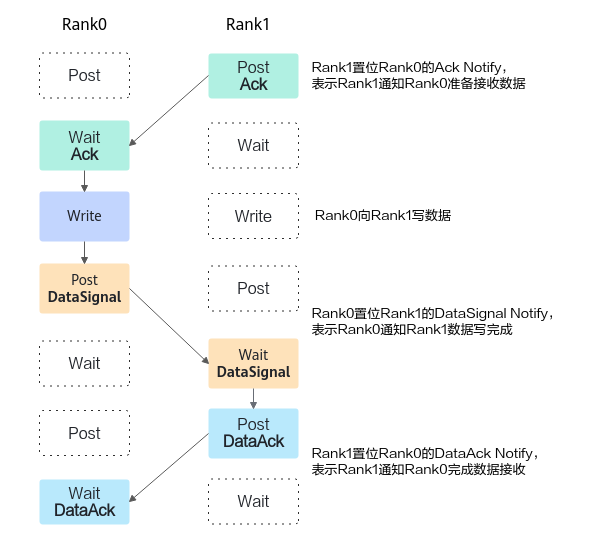 Rank0 Rank1
Post
Post
Ack
Rank1置位Rank0的Ack Notify，
表示Rank1通知Rank0准备接收数据
Wait
Ack
Wait
Write
Write
Rank0向Rank1写数据
Post
DataSignal
Post
Rank0置位Rank1的DataSignal Notify，
表示Rank0通知Rank1数据写完成
Wait
Wait
DataSignal
Post
Post
DataAck
Rank1置位Rank0的DataAck Notify，
表示Rank1通知Rank0完成数据接收
Wait
DataAck
Wait